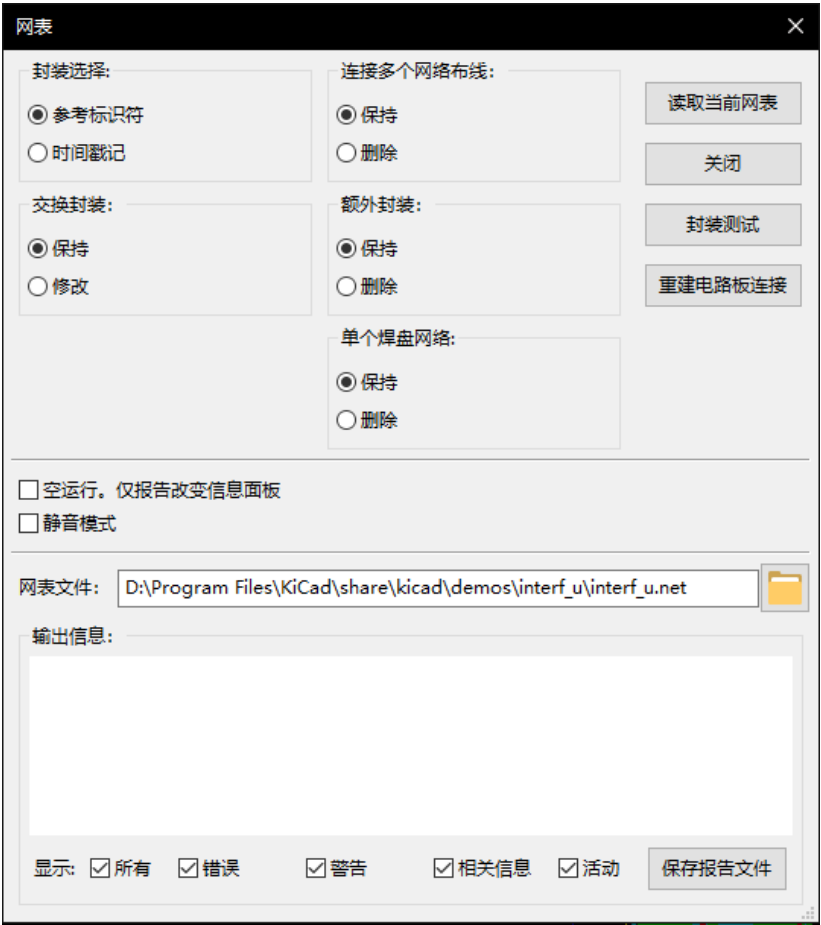 网表
封装选择:
参考标识符
时间戳记
连接多个网络布线:
保持
删除
读取当前网表
关闭
封装测试
重建电路板连接
交换封装:
保持
修改
额外封装:
保持
删除
单个焊盘网络:
保持
删除
空运行。仅报告改变信息面板
静音模式
网表文件: D:\Program Files\KiCad\share\kicad\demos\interf_u\interf_u.net
输出信息:
显示: 所有 错误 警告 相关信息 活动 保存报告文件